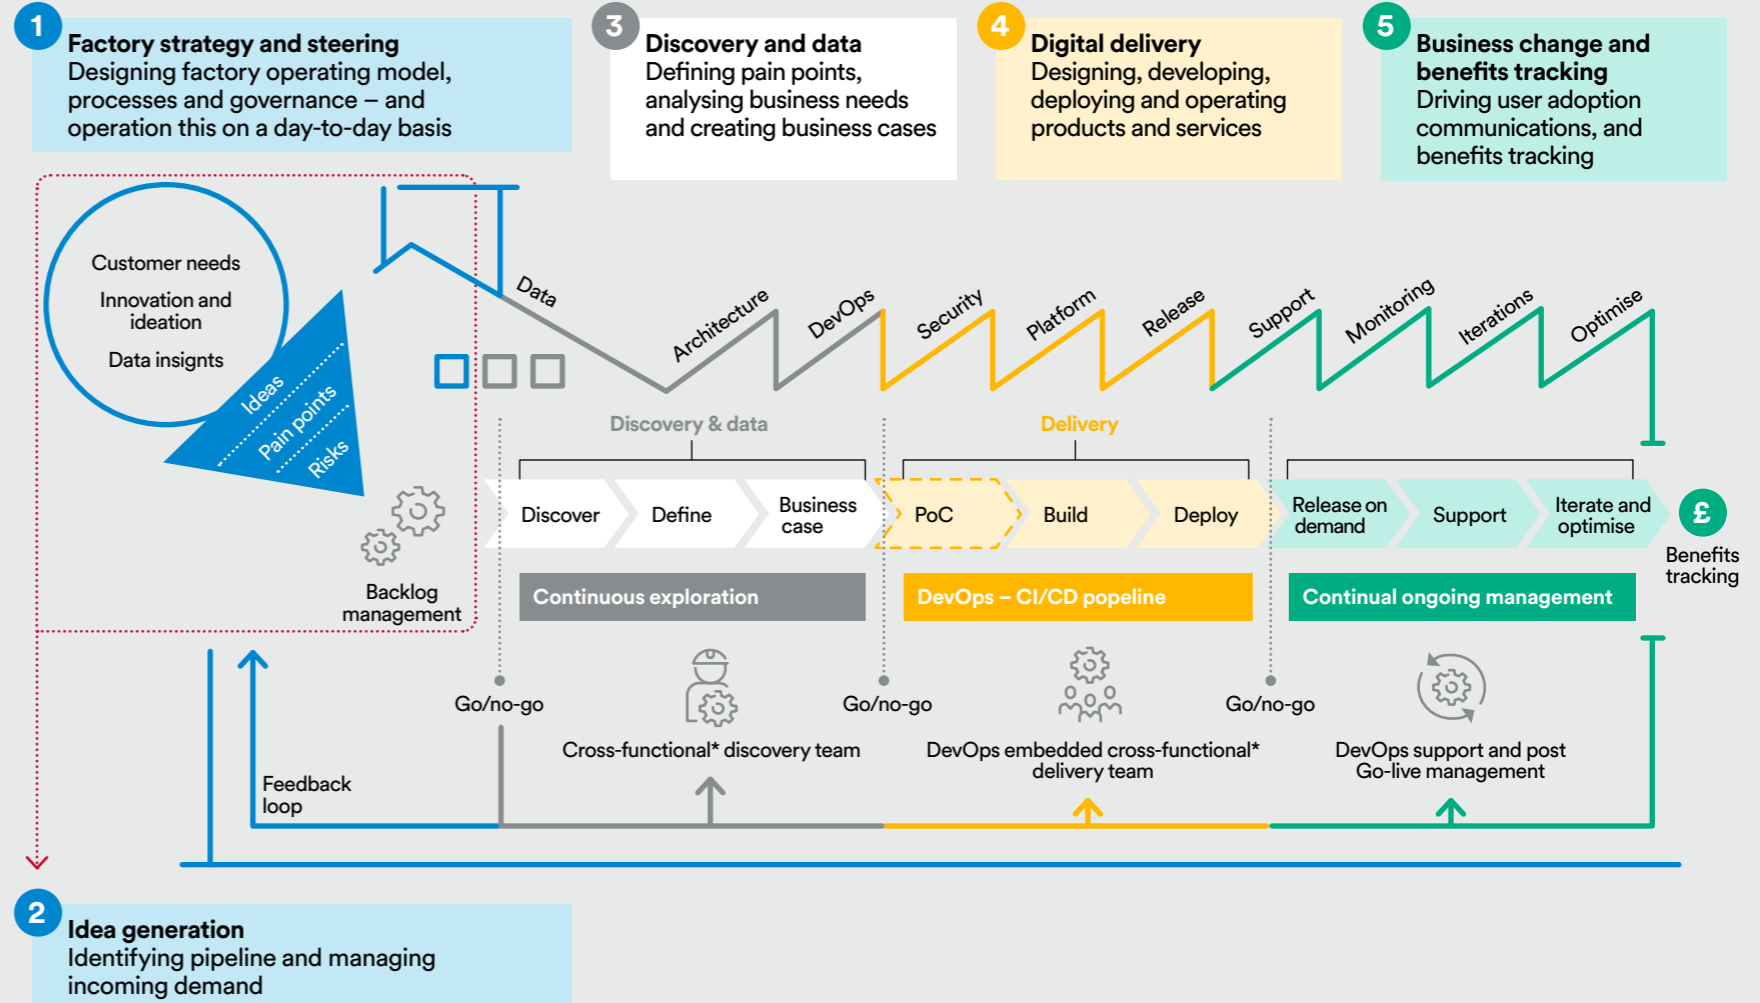 1
Factory strategy and steering
Designing factory operating model,
processes and governance – and
operation this on a day-to-day basis
3
Discovery and data
Defining pain points,
analysing business needs
and creating business cases
4
Digital delivery
Designing, developing,
deploying and operating
products and services
5
Business change and
benefits tracking
Driving user adoption
communications, and
benefits tracking
Customer needs
Innovation and
ideation
Data insignts
Ideas
Pain points
Risks
Backlog
management
Data
Architecture
DevOps
Security
Platform
Release
Support
Monitoring
Iterations
Optimise
Discovery & data
Delivery
Discover
Define
Business
case
PoC
Build
Deploy
Release on
demand
Support
Iterate and
optimise
£
Benefits
tracking
Continuous exploration
DevOps – CI/CD popeline
Continual ongoing management
Go/no-go
Go/no-go
Go/no-go
Cross-functional* discovery team
DevOps embedded cross-functional*
delivery team
DevOps support and post
Go-live management
Feedback
loop
2
Idea generation
Identifying pipeline and managing
incoming demand